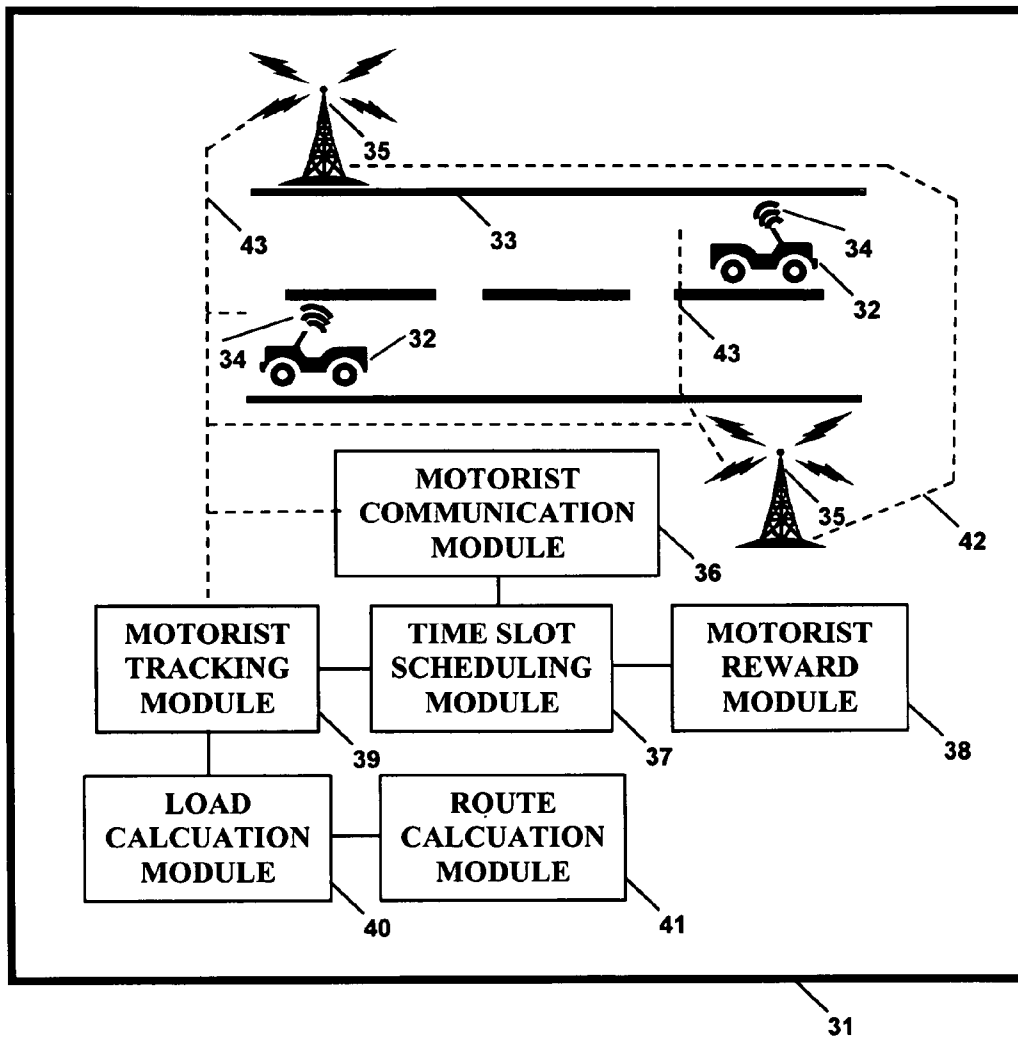 35
43
33
34
32
34
32
43
35
42
MOTORIST
COMMUNICATION
MODULE
36
MOTORIST
TRACKING
MODULE
39
TIME SLOT
SCHEDULING
MODULE
37
MOTORIST
REWARD
MODULE
38
LOAD
CALCUATION
MODULE
40
ROUTE
CALCUATION
MODULE
41
31